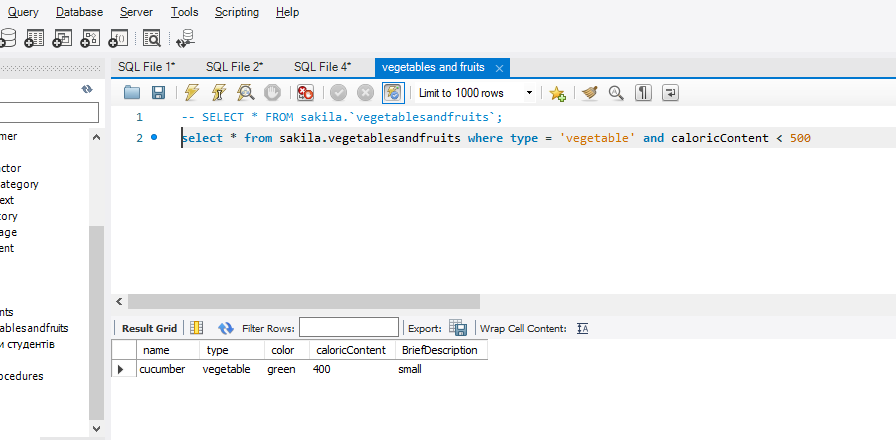 Query Database Server Tools Scripting Help
SQL File 1* SQL File 2* SQL File 4* vegetables and fruits
Limit to 1000 rows
1 -- SELECT * FROM sakila.`vegetablesandfruits`;
2 select * from sakila.vegetablesandfruits where type = 'vegetable' and caloricContent < 500
mer
actor
ategory
ext
ory
age
ent
nts
ablesandfruits
и студентів
ocedures
Result Grid Filter Rows: Export: Wrap Cell Content:
name type color caloricContent BriefDescription
cucumber vegetable green 400 small